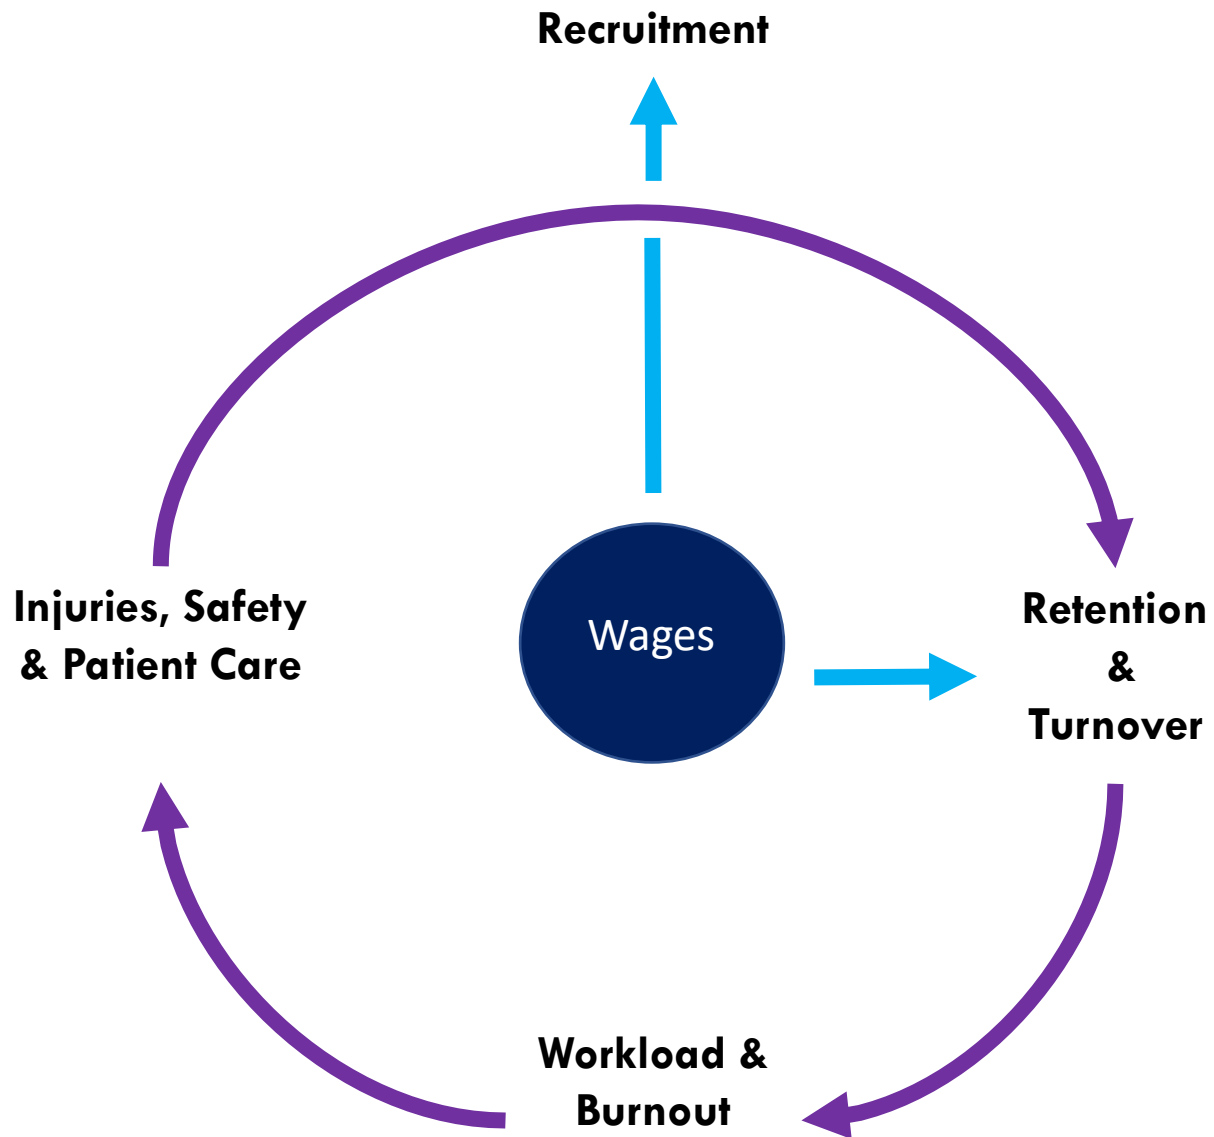 Recruitment
Injuries, Safety
& Patient Care
Wages
Retention
&
Turnover
Workload &
Burnout